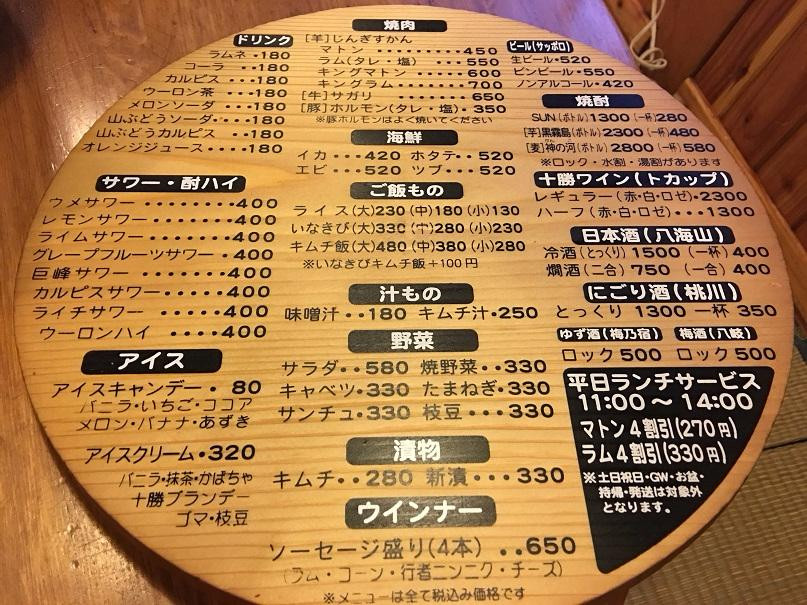 ドリンク
ラムネ・180
コーラ・・180
カルピス・・180
ウーロン茶・・180
メロンソーダ・・180
山ぶどうソーダ・・180
山ぶどうカルピス・・180
オレンジジュース・・・・180
サワー・酎ハイ
ウメサワー・・・・・・・400
レモンサワー・・・・・・400
ライムサワー・・・・・・400
グレープフルーツサワー・400
巨峰サワー・・・・・・・400
カルピスサワー・・・・・400
ライチサワー・・・・・・400
ウーロンハイ・・・・・400
アイス
アイスキャンデー・80
バニラ・いちご・ココア
メロン・バナナ・あずき
アイスクリーム・320
バニラ・抹茶・かぼちゃ
十勝ブランデー
ゴマ・枝豆
焼肉
[羊]じんぎすかん
マトン・・・・・・・・・・450
ラム(タレ・塩)・・・・550
キングマトン・・・・・・600
キングラム・・・・・・・700
[牛]サガリ・・・・・・・650
[豚]ホルモン(タレ・塩)・350
※豚ホルモンはよく焼いてください
海鮮
イカ・・・420 ホタテ・・520
エビ・・・520 ツブ・・・520
ご飯もの
ライス(大)230(中)180(小)130
いなきび(大)330(中)280(小)230
キムチ飯(大)480(中)380(小)280
※いなきびキムチ飯+100円
汁もの
味噌汁・・180 キムチ汁・250
野菜
サラダ・・580 焼野菜・・330
キャベツ・330 たまねぎ・330
サンチュ・330 枝豆・・・330
漬物
キムチ・・280 新漬・・・330
ウインナー
ソーセージ盛り(4本)・・650
(ラム・コーン・行者ニンニク・チーズ)
※メニューは全て税込み価格です
ビール(サッポロ)
生ビール・520
ビンビール・550
ノンアルコール・420
焼酎
SUN(ボトル)1300(一杯)280
[芋]黒霧島(ボトル)2300(一杯)480
[麦]神の河(ボトル)2800(一杯)580
※ロック・水割・湯割があります
十勝ワイン(トカップ)
レギュラー(赤・白・ロゼ)・2300
ハーフ(赤・白・ロゼ)・・・1300
日本酒(八海山)
冷酒(とっくり)1500(一杯)400
燗酒(二合)750(一合)400
にごり酒(桃川)
とっくり 1300 一杯 350
ゆず酒(梅乃宿) 梅酒(八岐)
ロック500 ロック500
平日ランチサービス
11:00~14:00
マトン4割引(270円)
ラム4割引(330円)
※土日祝日・GW・お盆・
持帰・発送は対象外
となります。